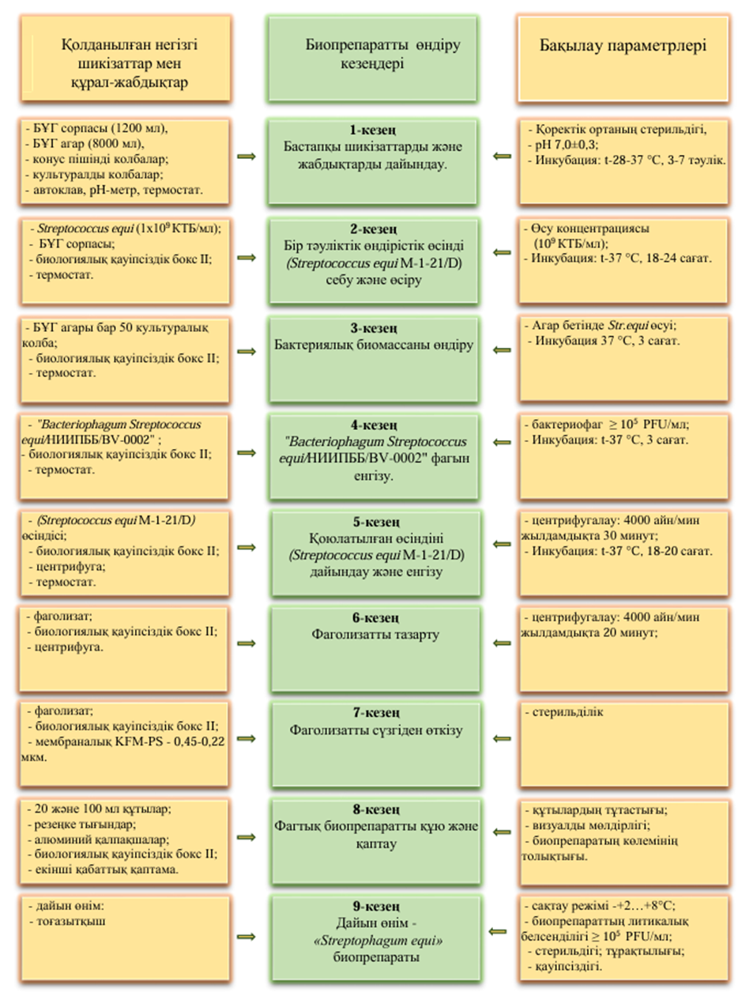 Қолданылған негізгі
шикізаттар мен
құрал-жабдықтар
Биопрепаратты өндіру
кезеңдері
Бақылау параметрлері
- БҰГ сорпасы (1200 мл),
- БҰГ агар (8000 мл),
- конус пішінді колбалар;
- культуралды колбалар;
- автоклав, pH-метр, термостат.
1-кезең
Бастапқы шикізаттарды және
жабдықтарды дайындау.
- Қоректік ортаның стерильдігі,
- pH 7,0±0,3;
- Инкубация: t-28-37 °C, 3-7 тәулік.
- Streptococcus equi (1x10⁹ КТБ/мл);
- БҰГ сорпасы;
- биологиялық қауіпсіздік бокс II;
- термостат.
2-кезең
Бір тәуліктік өндірістік өсінді
(Streptococcus equi M-1-21/D)
себу және өсіру
- Өсу концентрациясы
(10⁹ КТБ/мл);
- Инкубация: t-37 °C, 18-24 сағат.
- БҰГ агары бар 50 культуралық
колба;
- биологиялық қауіпсіздік бокс II;
- термостат.
3-кезең
Бактериялық биомассаны өндіру
- Агар бетінде Str.equi өсуі;
- Инкубация 37 °C, 3 сағат.
- "Bacteriophagum Streptococcus
equi/НИИПББ/BV-0002" ;
- биологиялық қауіпсіздік бокс II;
- термостат.
4-кезең
"Bacteriophagum Streptococcus
equi/НИИПББ/BV-0002" фагын
енгізу.
- бактериофаг ≥ 10⁵ PFU/мл;
- Инкубация: t-37 °C, 3 сағат.
- (Streptococcus equi M-1-21/D)
өсіндісі;
- биологиялық қауіпсіздік бокс II;
- центрифуга;
- термостат.
5-кезең
Қоюлатылған өсіндіні
(Streptococcus equi M-1-21/D)
дайындау және енгізу
- центрифугалау: 4000 айн/мин
жылдамдықта 30 минут;
- Инкубация: t-37 °C, 18-20 сағат.
- фаголизат;
- биологиялық қауіпсіздік бокс II;
- центрифуга.
6-кезең
Фаголизатты тазарту
- центрифугалау: 4000 айн/мин
жылдамдықта 20 минут;
- фаголизат;
- биологиялық қауіпсіздік бокс II;
- мембраналық KFM-PS - 0,45-0,22
мкм.
7-кезең
Фаголизатты сүзгіден өткізу
- стерильділік
- 20 және 100 мл құтылар;
- резеңке тығындар;
- алюминий қалпақшалар;
- биологиялық қауіпсіздік бокс II;
- екінші қабаттық қаптама.
8-кезең
Фагтық биопрепаратты құю және
қаптау
- құтылардың тұтастығы;
- визуалды мөлдірлігі;
- биопрепаратың көлемінің
толықтығы.
- дайын өнім:
- тоғазытқыш
9-кезең
Дайын өнім -
«Streptophagum equi»
биопрепараты
- сақтау режімі -+2…+8°C;
- биопрепараттың литикалық
белсенділігі ≥ 10⁵ PFU/мл;
- стерильдігі; тұрақтылығы;
- қауіпсіздігі.